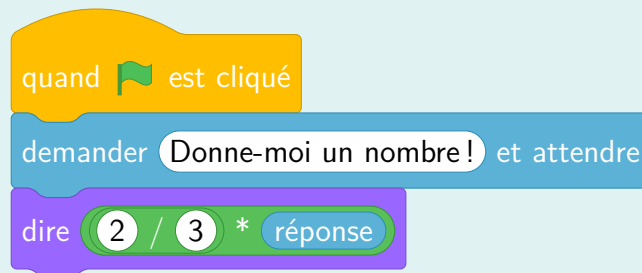 quand est cliqué
demander Donne-moi un nombre ! et attendre
dire 2 / 3 * réponse